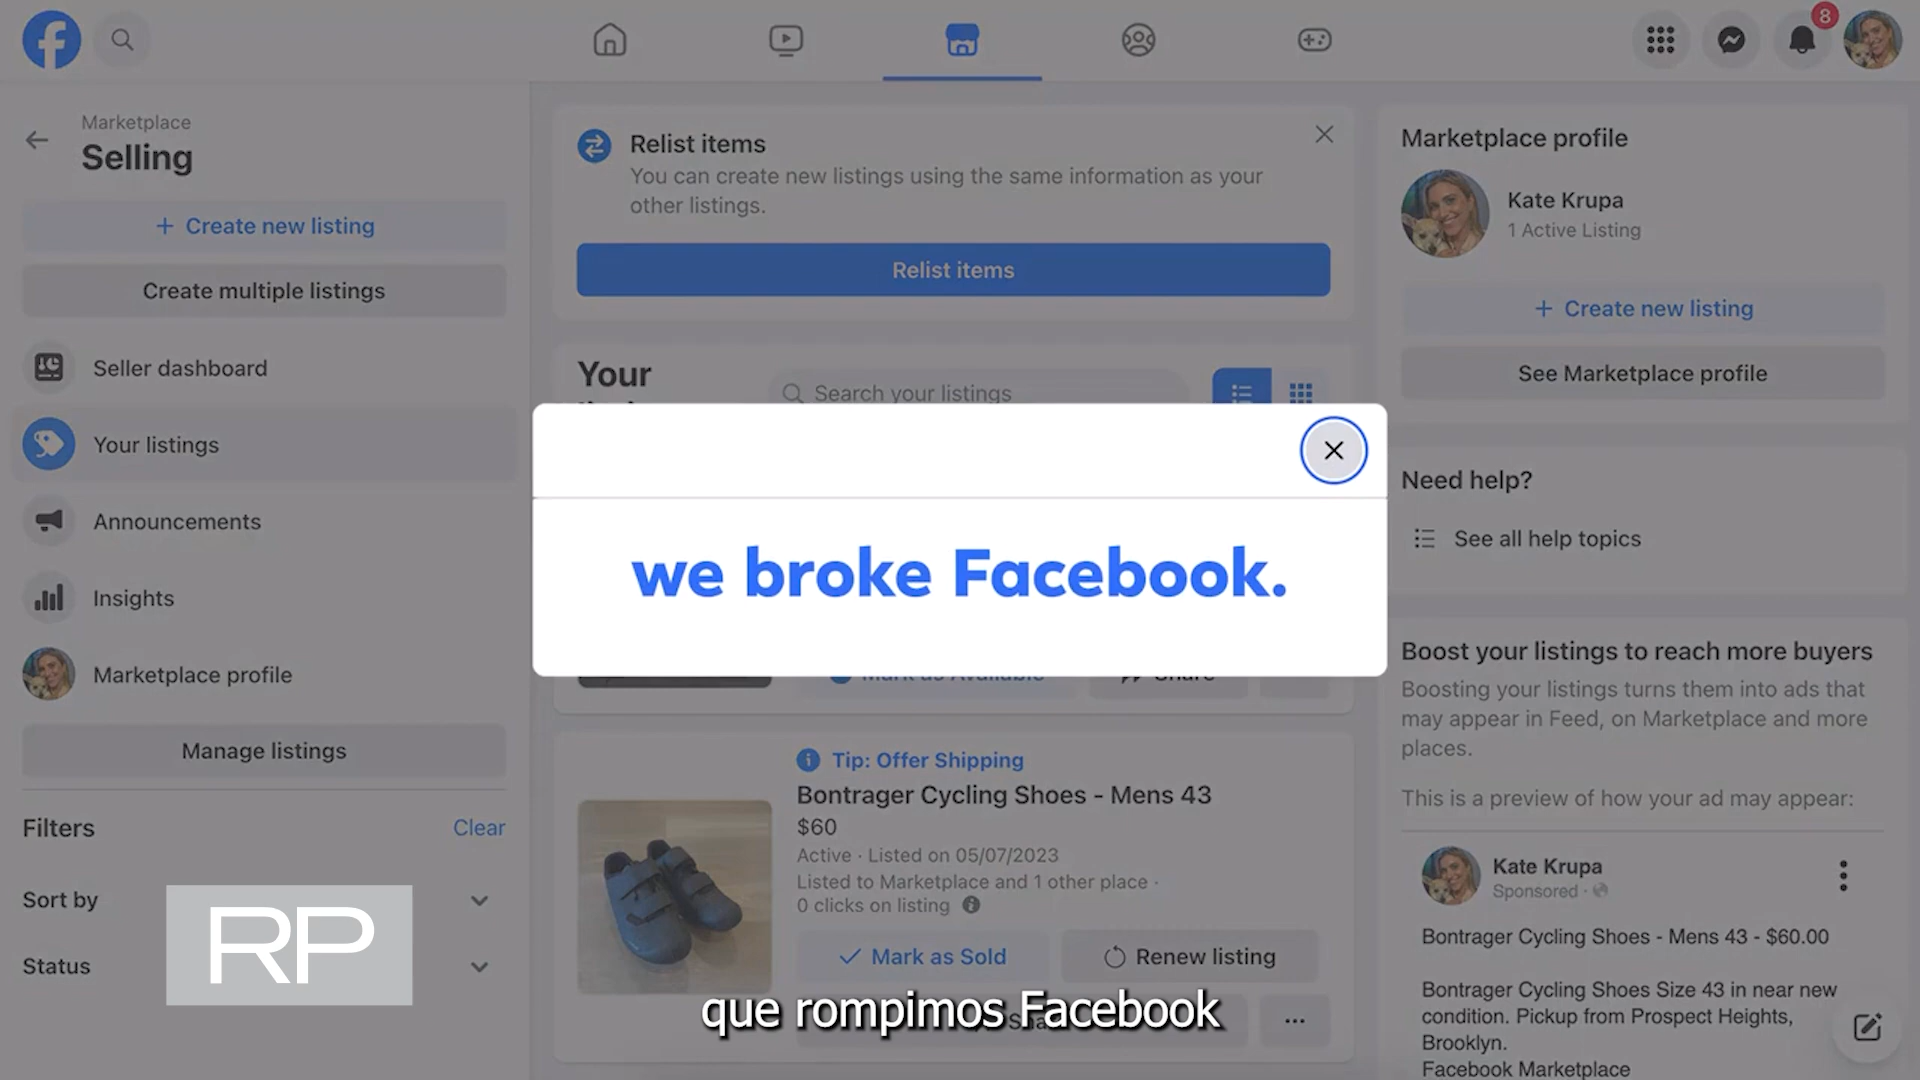 8
Marketplace
Selling
+ Create new listing
Create multiple listings
Seller dashboard
Your listings
Announcements
Insights
Marketplace profile
Manage listings
Filters
Clear
Sort by
Status
RP
Relist items
You can create new listings using the same information as your
other listings.
Relist items
Your
Search your listings
we broke Facebook.
Mark as Available
Share
Tip: Offer Shipping
Bontrager Cycling Shoes - Mens 43
$60
Active · Listed on 05/07/2023
Listed to Marketplace and 1 other place ·
0 clicks on listing
Mark as Sold
Renew listing
que rompimos Facebook
Marketplace profile
Kate Krupa
1 Active Listing
+ Create new listing
See Marketplace profile
Need help?
See all help topics
Boost your listings to reach more buyers
Boosting your listings turns them into ads that
may appear in Feed, on Marketplace and more
places.
This is a preview of how your ad may appear:
Kate Krupa
Sponsored ·
Bontrager Cycling Shoes - Mens 43 - $60.00
Bontrager Cycling Shoes Size 43 in near new
condition. Pickup from Prospect Heights,
Brooklyn.
Facebook Marketplace